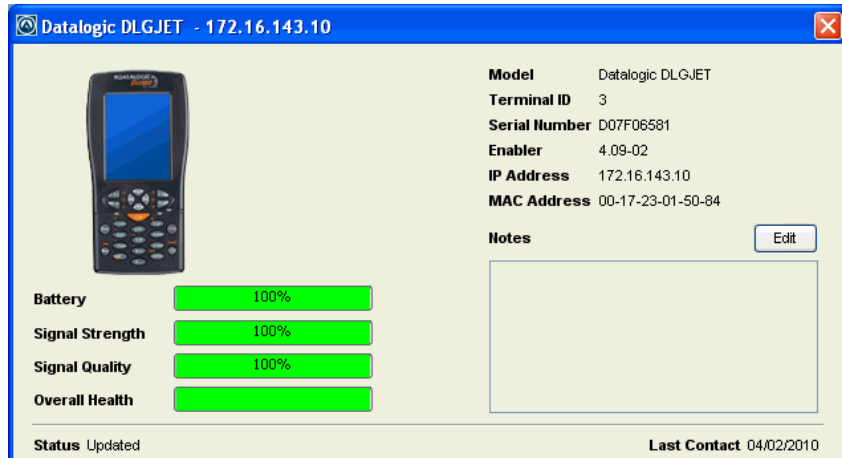 Datalogic DLGJET - 172.16.143.10
DATALOGIC
Model Datalogic DLGJET
Terminal ID 3
Serial Number D07F06581
Enabler 4.09-02
IP Address 172.16.143.10
MAC Address 00-17-23-01-50-84
Notes Edit
Battery 100%
Signal Strength 100%
Signal Quality 100%
Overall Health
Status Updated Last Contact 04/02/2010